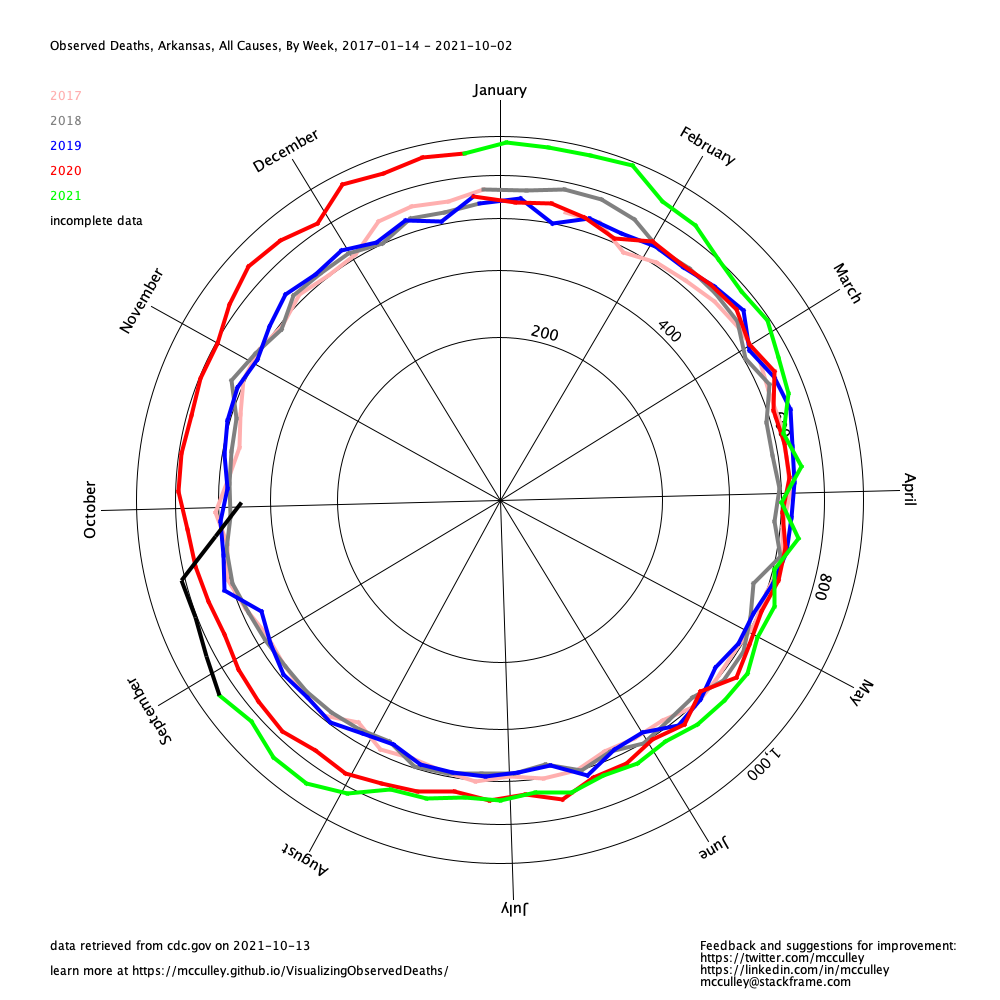 Observed Deaths, Arkansas, All Causes, By Week, 2017-01-14 - 2021-10-02
2017
2018
2019
2020
2021
incomplete data
January
February
March
April
May
June
July
August
September
October
November
December
200
400
800
1,000
data retrieved from cdc.gov on 2021-10-13
learn more at https://mcculley.github.io/VisualizingObservedDeaths/
Feedback and suggestions for improvement:
https://twitter.com/mcculley
https://linkedin.com/in/mcculley
mcculley@stackframe.com